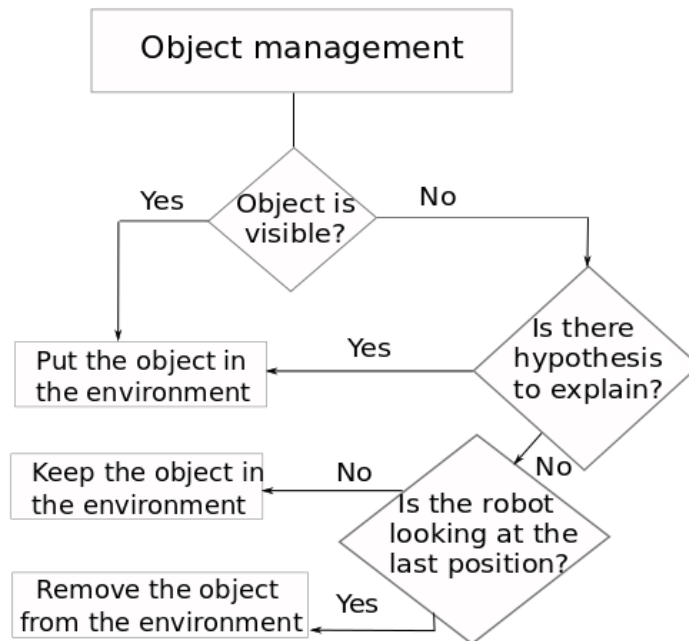 Object management
Yes
Object is
visible?
No
Is there
hypothesis
to explain?
Yes
Put the object in
the environment
No
Is the robot
looking at the
last position?
No
Keep the object in
the environment
Yes
Remove the object
from the environment